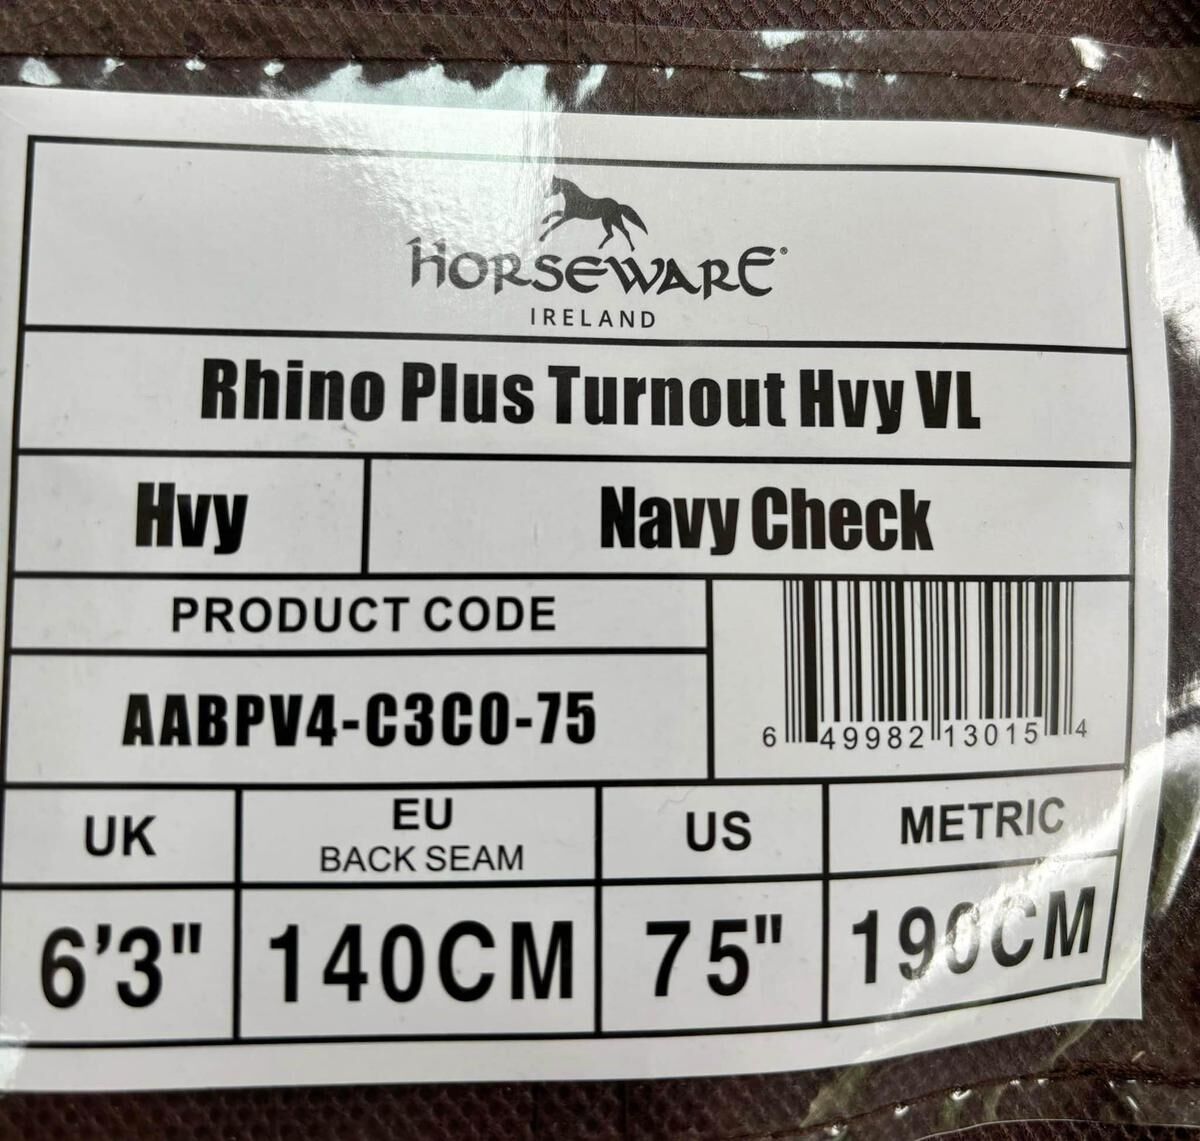 HORSEWARE®
IRELAND
Rhino Plus Turnout Hvy VL
Hvy
Navy Check
PRODUCT CODE
AABPV4-C3C0-75
6 49982 13015 4
UK
EU
BACK SEAM
US
METRIC
6’3"
140CM
75"
190CM